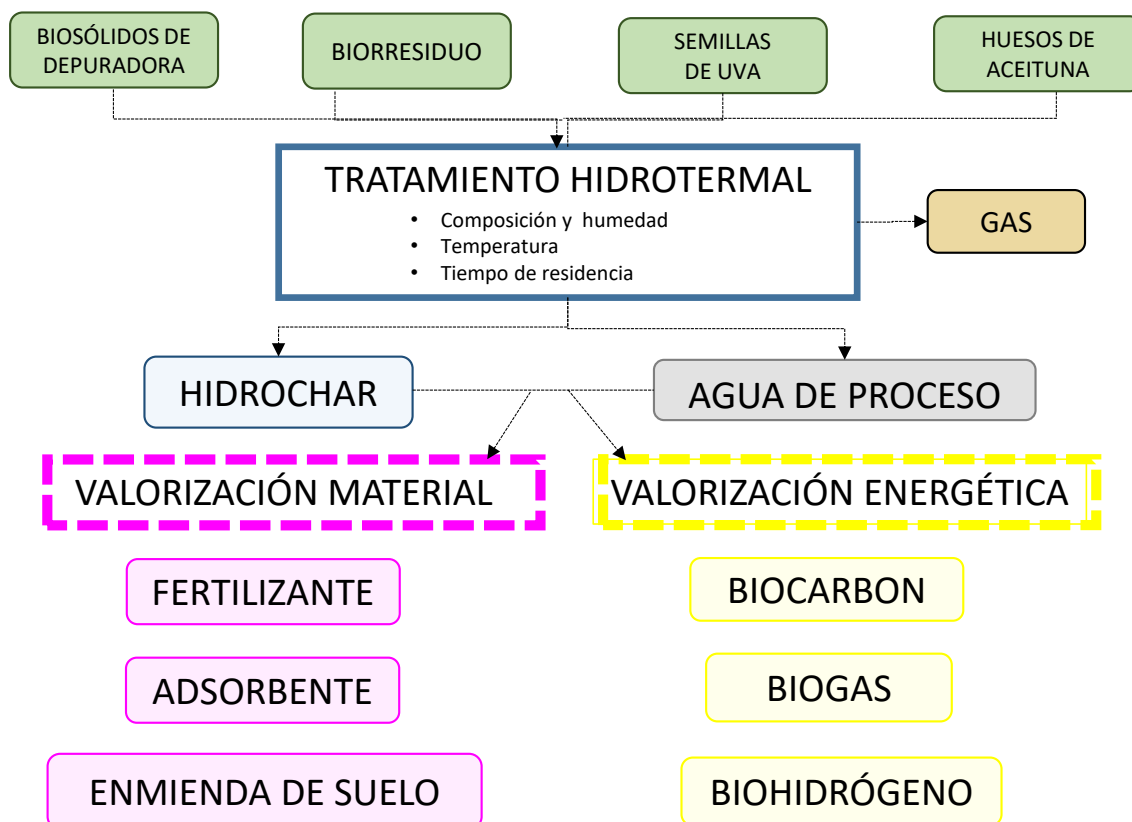 BIOSÓLIDOS DE
DEPURADORA
BIORRESIDUO
SEMILLAS
DE UVA
HUESOS DE
ACEITUNA
TRATAMIENTO HIDROTERMAL
• Composición y humedad
• Temperatura
• Tiempo de residencia
GAS
HIDROCHAR
AGUA DE PROCESO
VALORIZACIÓN MATERIAL
VALORIZACIÓN ENERGÉTICA
FERTILIZANTE
BIOCARBON
ADSORBENTE
BIOGAS
ENMIENDA DE SUELO
BIOHIDRÓGENO